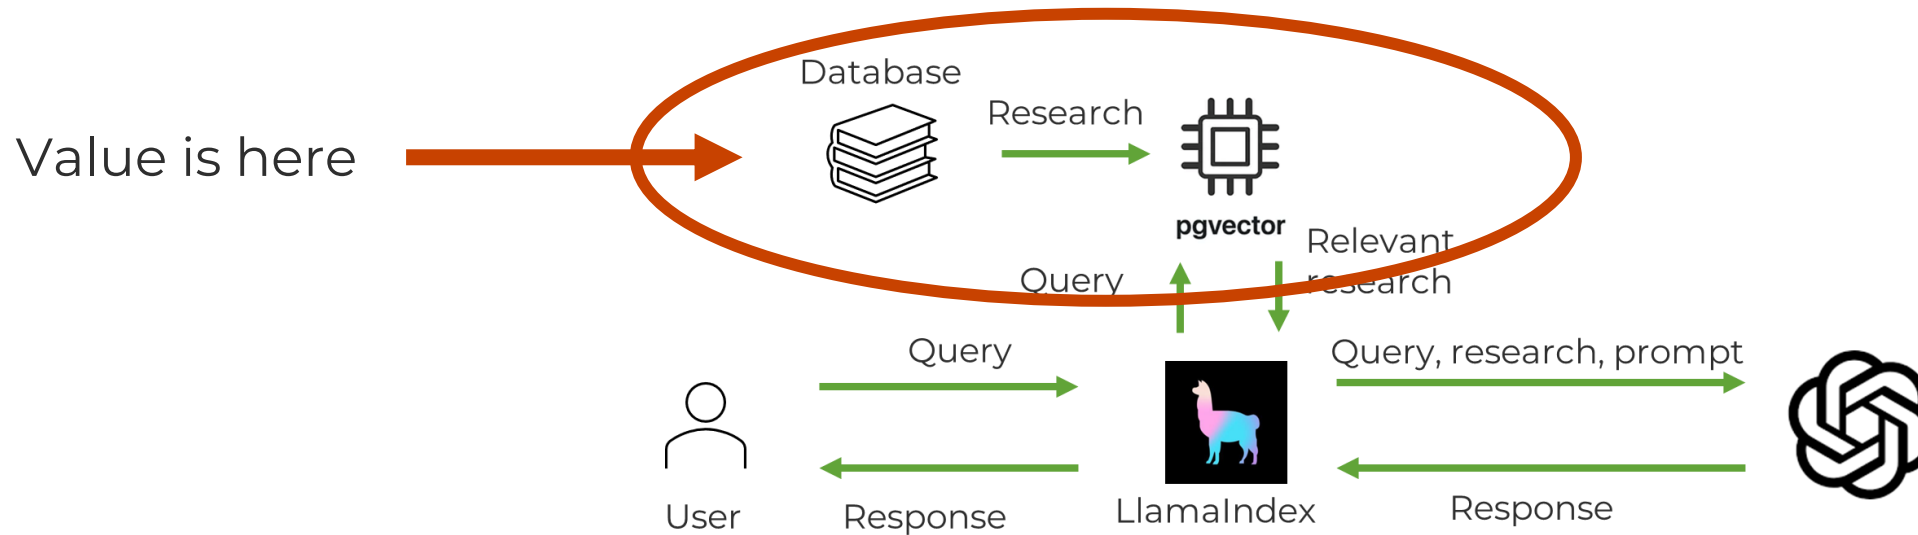 Database
Research
Value is here
pgvector
Relevant
research
Query
Query
Query, research, prompt
User
Response
LlamaIndex
Response